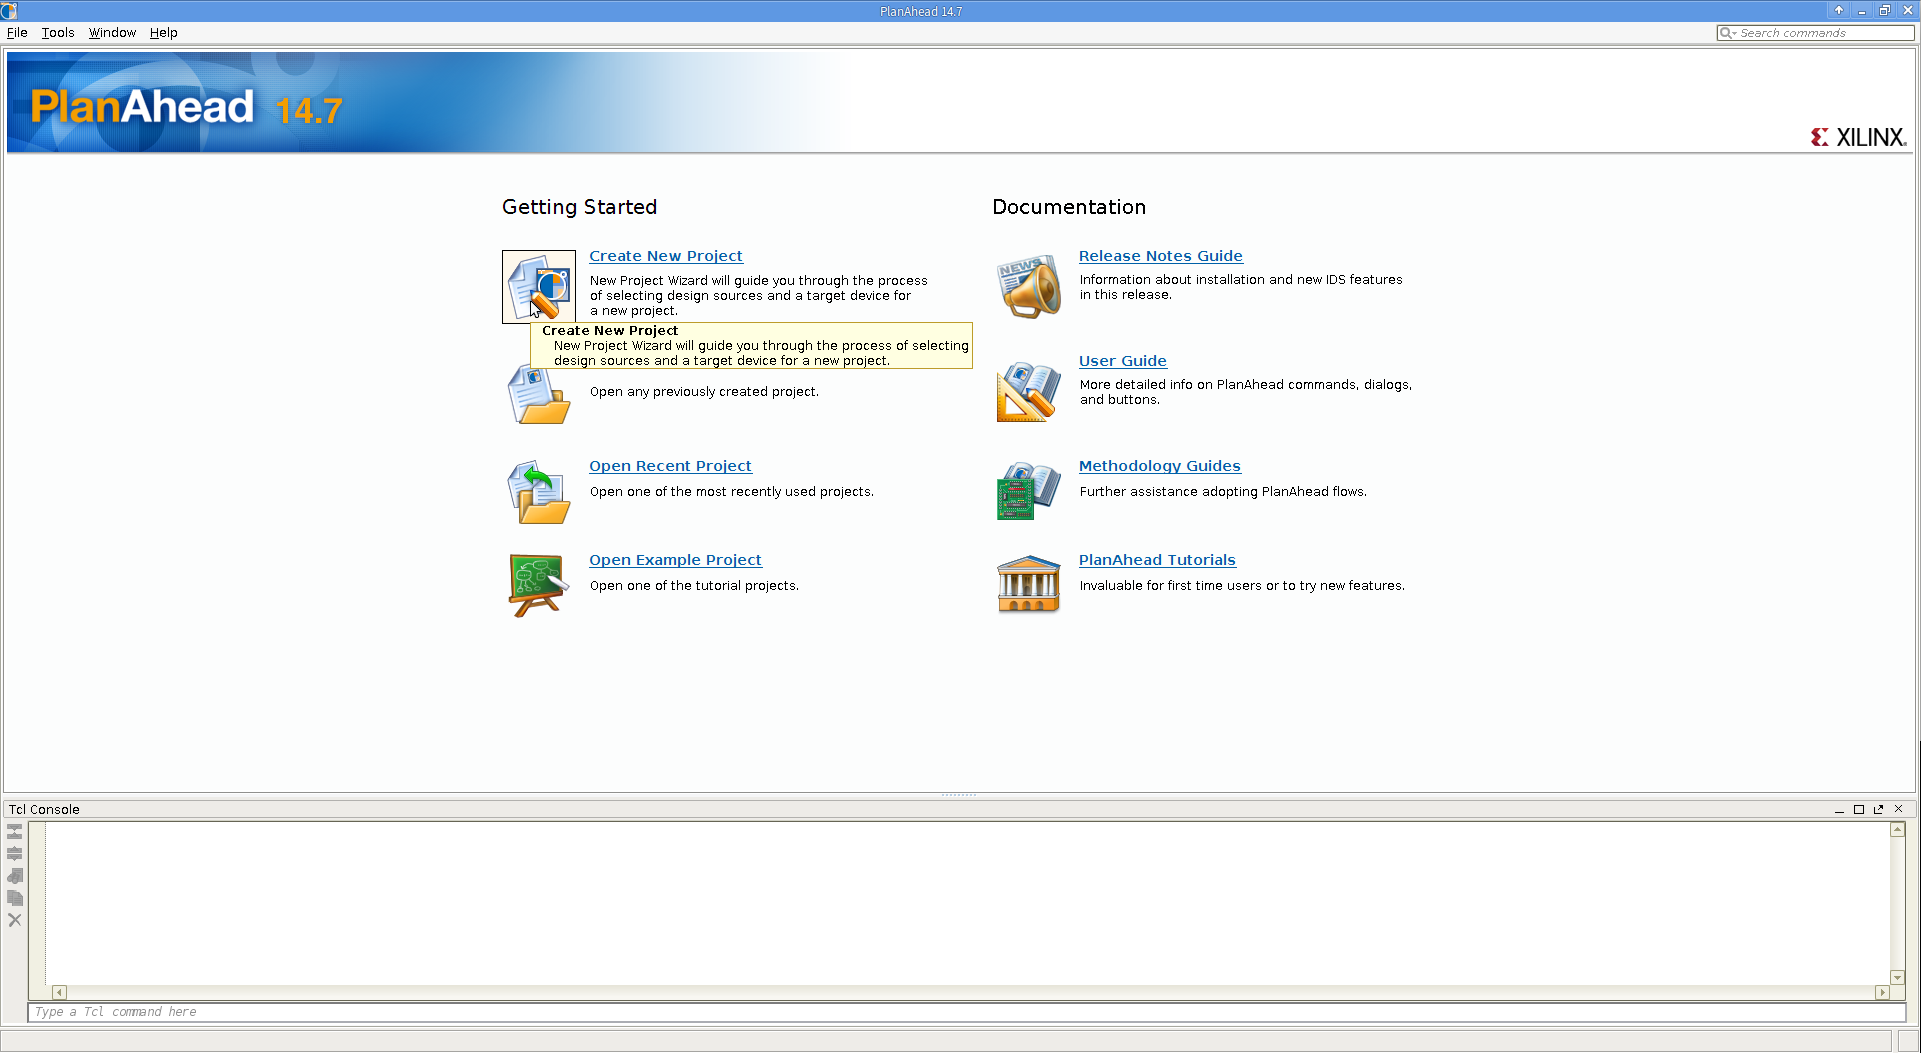 PlanAhead 14.7
File Tools Window Help
Search commands
PlanAhead 14.7
XILINX.
Getting Started
Create New Project
New Project Wizard will guide you through the process
of selecting design sources and a target device for
a new project.
Create New Project
New Project Wizard will guide you through the process of selecting
design sources and a target device for a new project.
Open any previously created project.
Open Recent Project
Open one of the most recently used projects.
Open Example Project
Open one of the tutorial projects.
Documentation
NEWS
Release Notes Guide
Information about installation and new IDS features
in this release.
User Guide
More detailed info on PlanAhead commands, dialogs,
and buttons.
Methodology Guides
Further assistance adopting PlanAhead flows.
PlanAhead Tutorials
Invaluable for first time users or to try new features.
Tcl Console
Type a Tcl command here